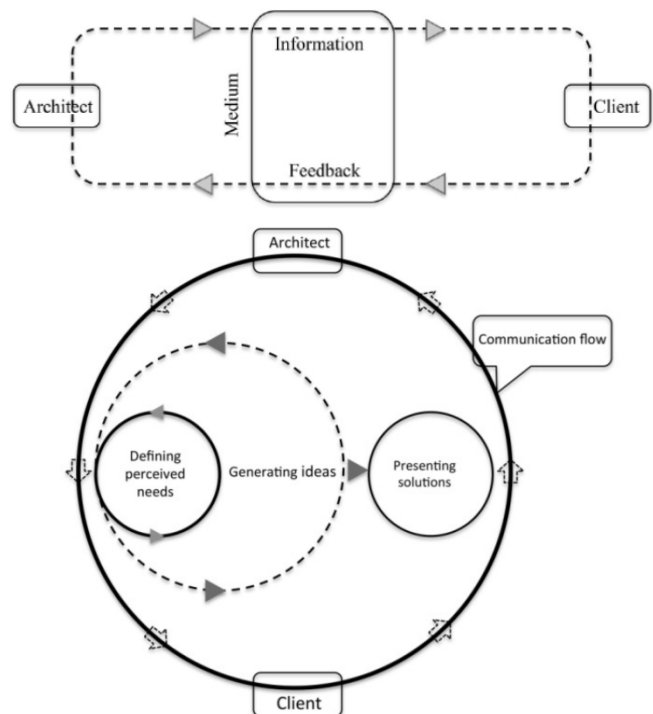 Information
Architect
Medium
Client
Feedback
Architect
Communication flow
Defining
perceived
needs
Generating ideas
Presenting
solutions
Client